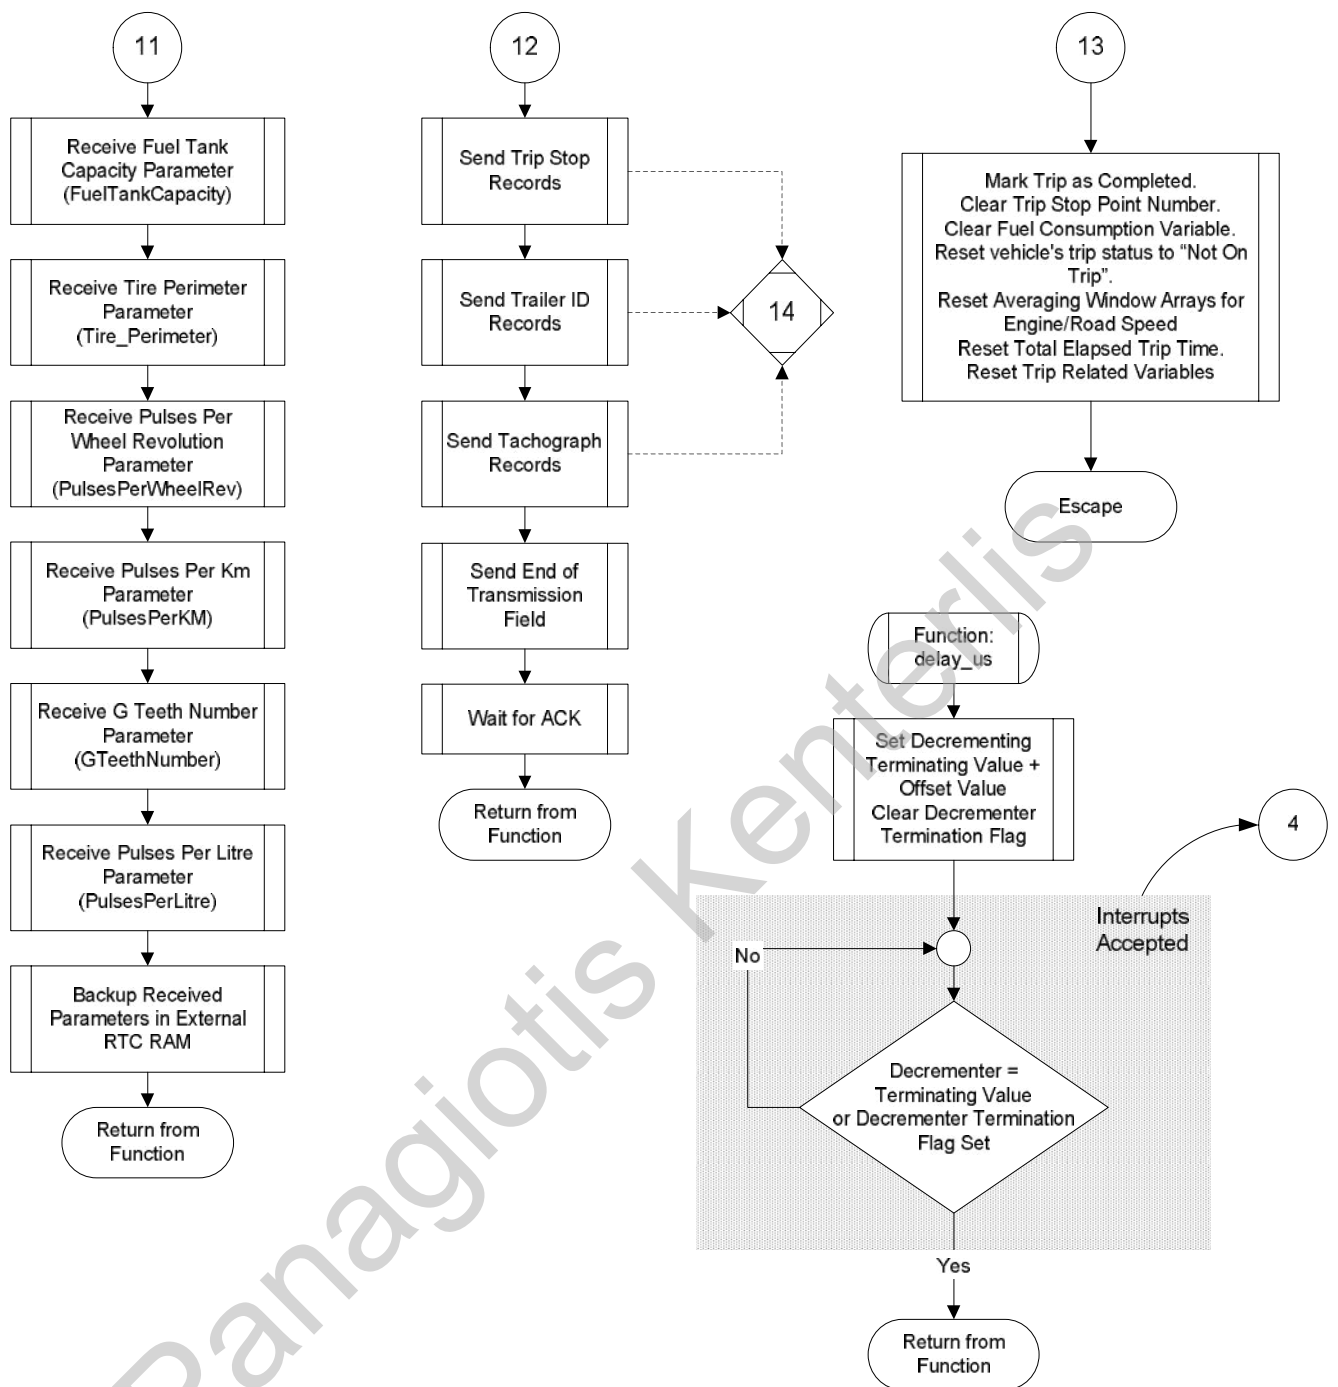 11
Receive Fuel Tank
Capacity Parameter
(FuelTankCapacity)
Receive Tire Perimeter
Parameter
(Tire_Perimeter)
Receive Pulses Per
Wheel Revolution
Parameter
(PulsesPerWheelRev)
Receive Pulses Per Km
Parameter
(PulsesPerKM)
Receive G Teeth Number
Parameter
(GTeethNumber)
Receive Pulses Per Litre
Parameter
(PulsesPerLitre)
Backup Received
Parameters in External
RTC RAM
Return from
Function
12
Send Trip Stop
Records
Send Trailer ID
Records
Send Tachograph
Records
14
Send End of
Transmission
Field
Wait for ACK
Return from
Function
13
Mark Trip as Completed.
Clear Trip Stop Point Number.
Clear Fuel Consumption Variable.
Reset vehicle's trip status to “Not On
Trip”.
Reset Averaging Window Arrays for
Engine/Road Speed
Reset Total Elapsed Trip Time.
Reset Trip Related Variables
Escape
Function:
delay_us
Set Decrementing
Terminating Value +
Offset Value
Clear Decrementer
Termination Flag
4
Interrupts
Accepted
No
Decrementer =
Terminating Value
or Decrementer Termination
Flag Set
Yes
Return from
Function
Panagiotis Kenterlis